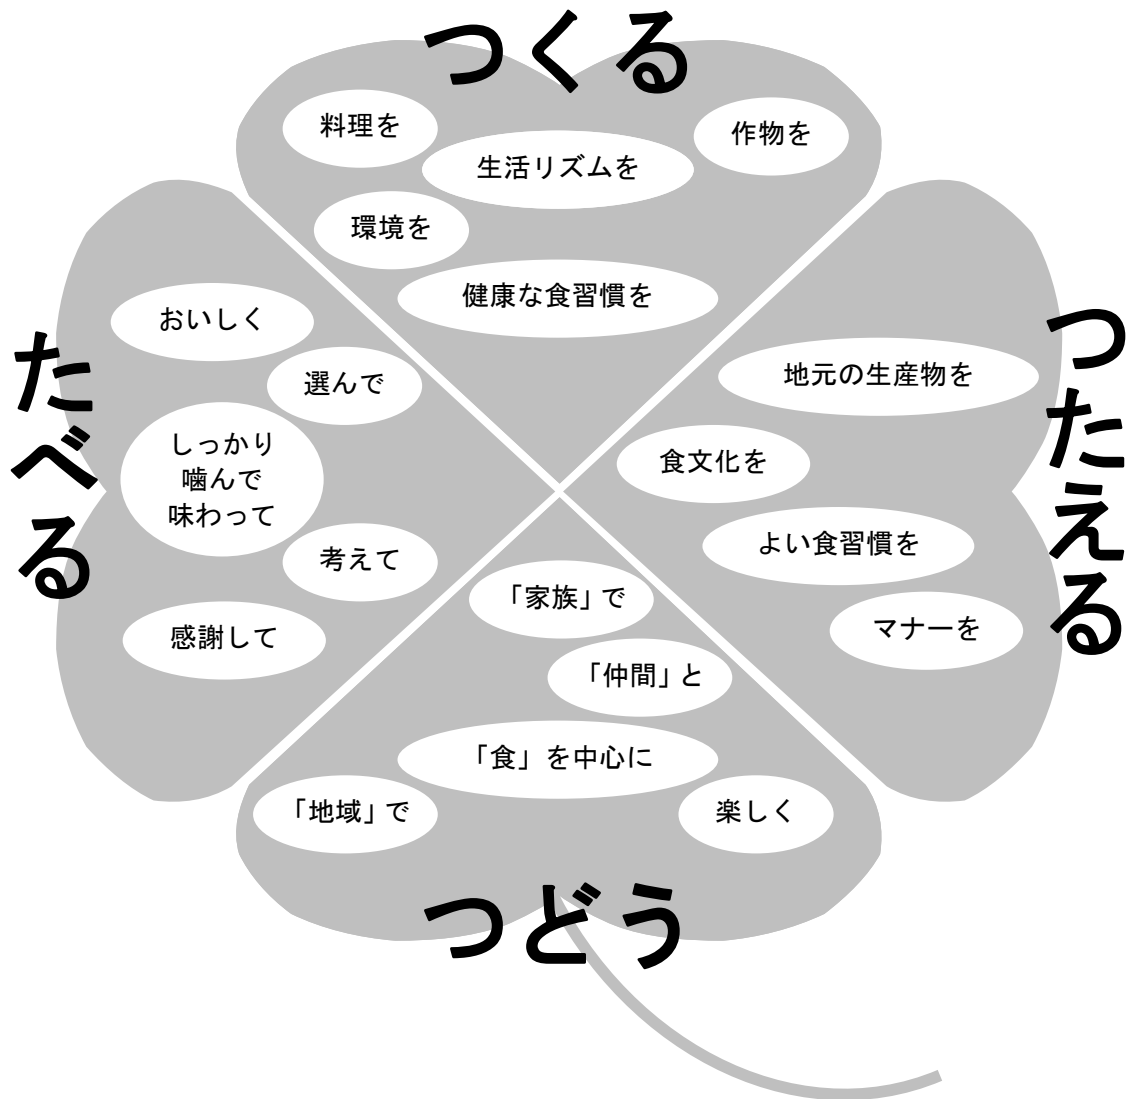 つくる
料理を
作物を
生活リズムを
環境を
健康な食習慣を
たべる
おいしく
選んで
しっかり
噛んで
味わって
考えて
感謝して
つたえる
地元の生産物を
食文化を
よい食習慣を
マナーを
「家族」で
「仲間」と
「食」を中心に
「地域」で
楽しく
つどう